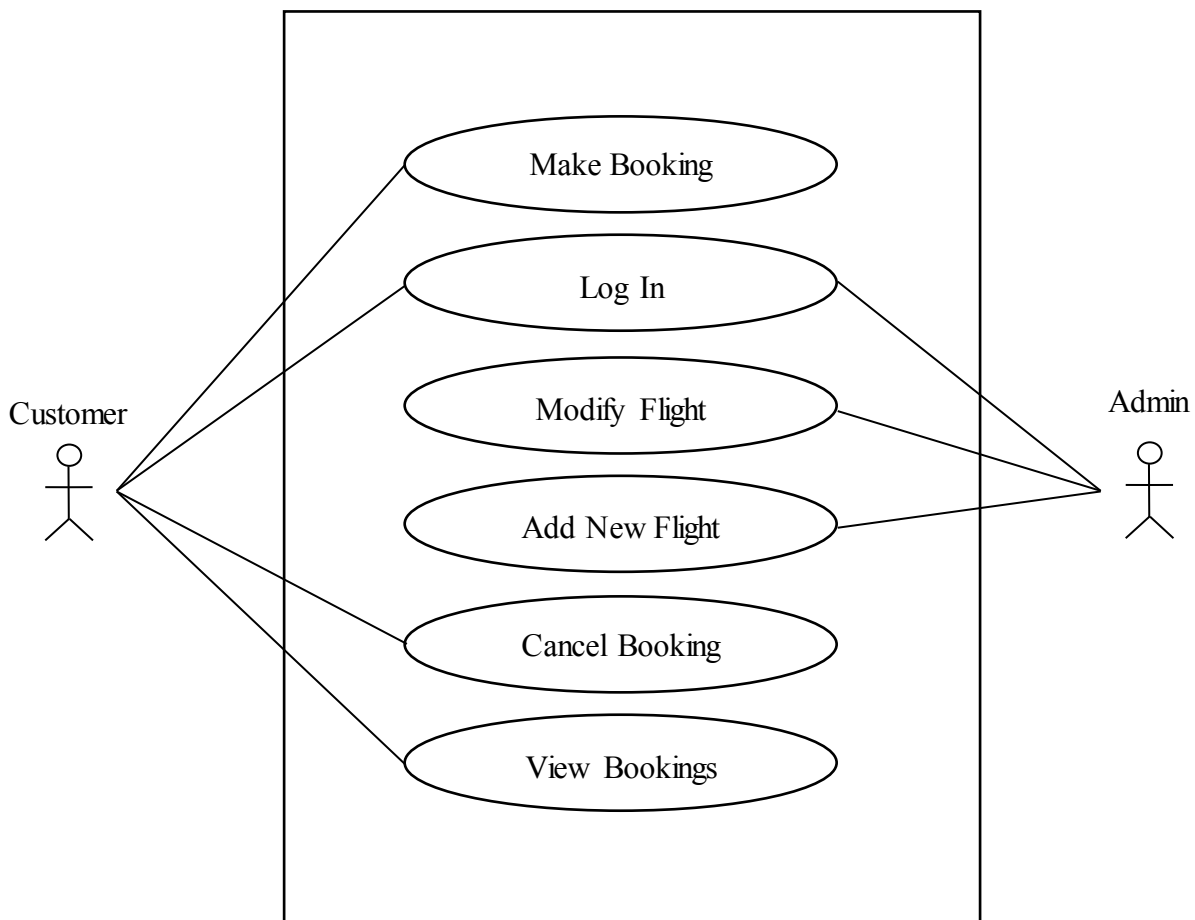 Make Booking
Log In
Modify Flight
Customer
Admin
Add New Flight
Cancel Booking
View Bookings